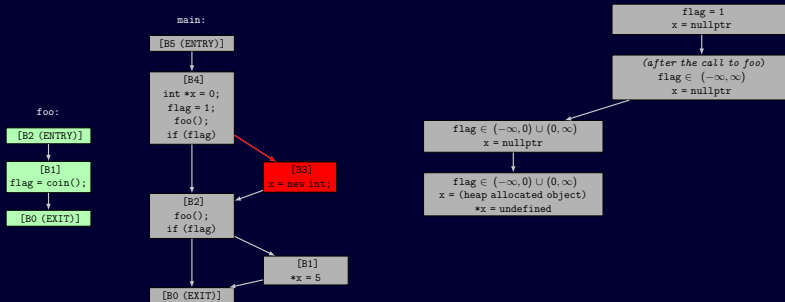 foo:
[B2 (ENTRY)]
[B1]
flag = coin();
[B0 (EXIT)]
main:
[B5 (ENTRY)]
[B4]
int *x = 0;
flag = 1;
foo();
if (flag)
[B3]
x = new int;
[B2]
foo();
if (flag)
[B1]
*x = 5
[B0 (EXIT)]
flag = 1
x = nullptr
(after the call to foo)
flag ∈ (−∞, ∞)
x = nullptr
flag ∈ (−∞, 0) ∪ (0, ∞)
x = nullptr
flag ∈ (−∞, 0) ∪ (0, ∞)
x = (heap allocated object)
*x = undefined